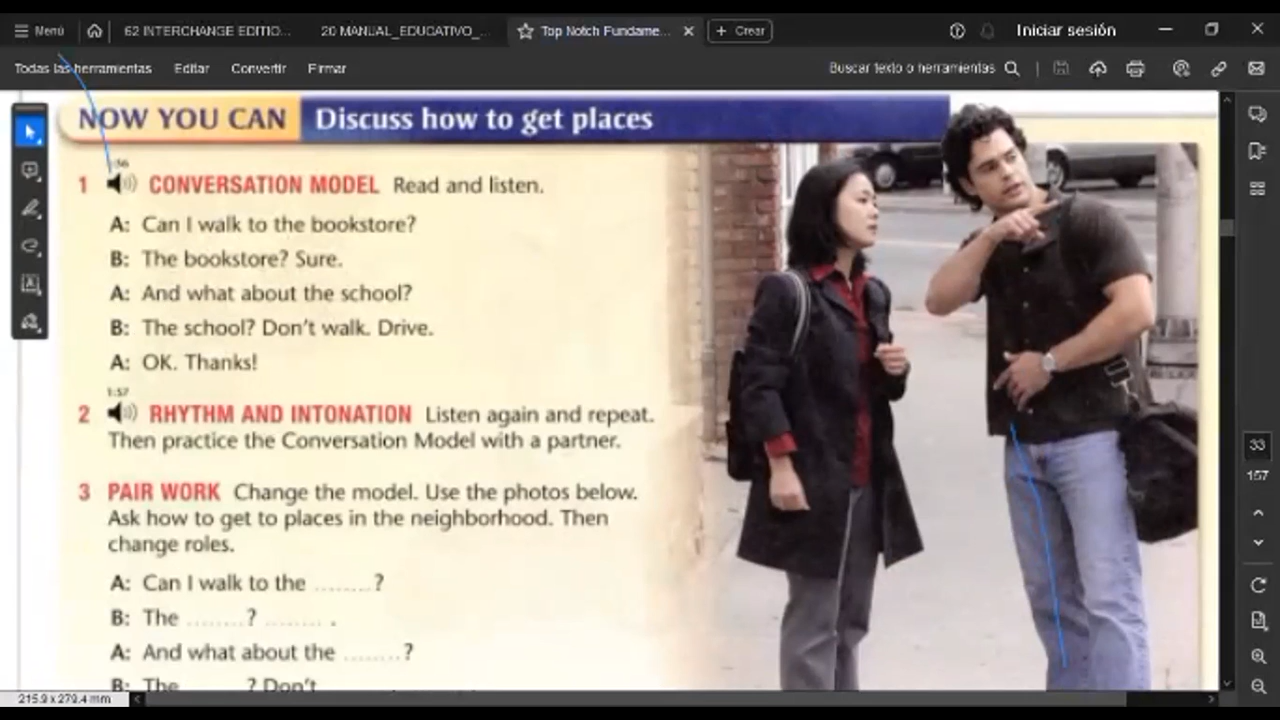 Menú
62 INTERCHANGE EDITIO...
20 MANUAL_EDUCATIVO_...
Top Notch Fundame...
Crear
Iniciar sesión
Todas las herramientas
Editar
Convertir
Firmar
Buscar texto o herramientas
NOW YOU CAN Discuss how to get places
1:56
1 CONVERSATION MODEL Read and listen.
A: Can I walk to the bookstore?
B: The bookstore? Sure.
A: And what about the school?
B: The school? Don't walk. Drive.
A: OK. Thanks!
1:57
2 RHYTHM AND INTONATION Listen again and repeat.
Then practice the Conversation Model with a partner.
3 PAIR WORK Change the model. Use the photos below.
Ask how to get to places in the neighborhood. Then
change roles.
A: Can I walk to the ........?
B: The ........? ........ .
A: And what about the ........?
B: The ? Don't
33
157
215.9 x 279.4 mm